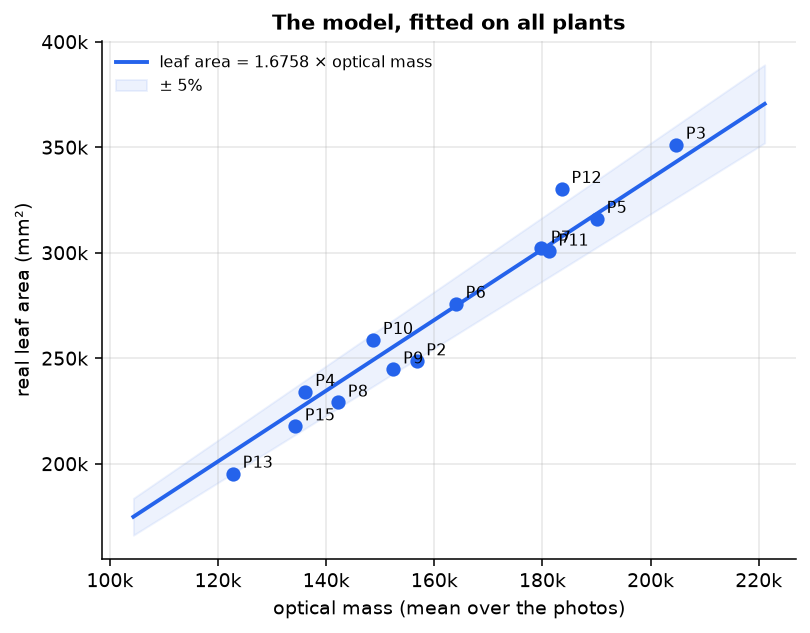 The model, fitted on all plants
400k
leaf area = 1.6758 × optical mass
± 5%
P3
350k
P12
P5
P7
P11
300k
P6
P10
P2
250k
P9
P4
P8
P15
200k
P13
real leaf area (mm²)
100k 120k 140k 160k 180k 200k 220k
optical mass (mean over the photos)